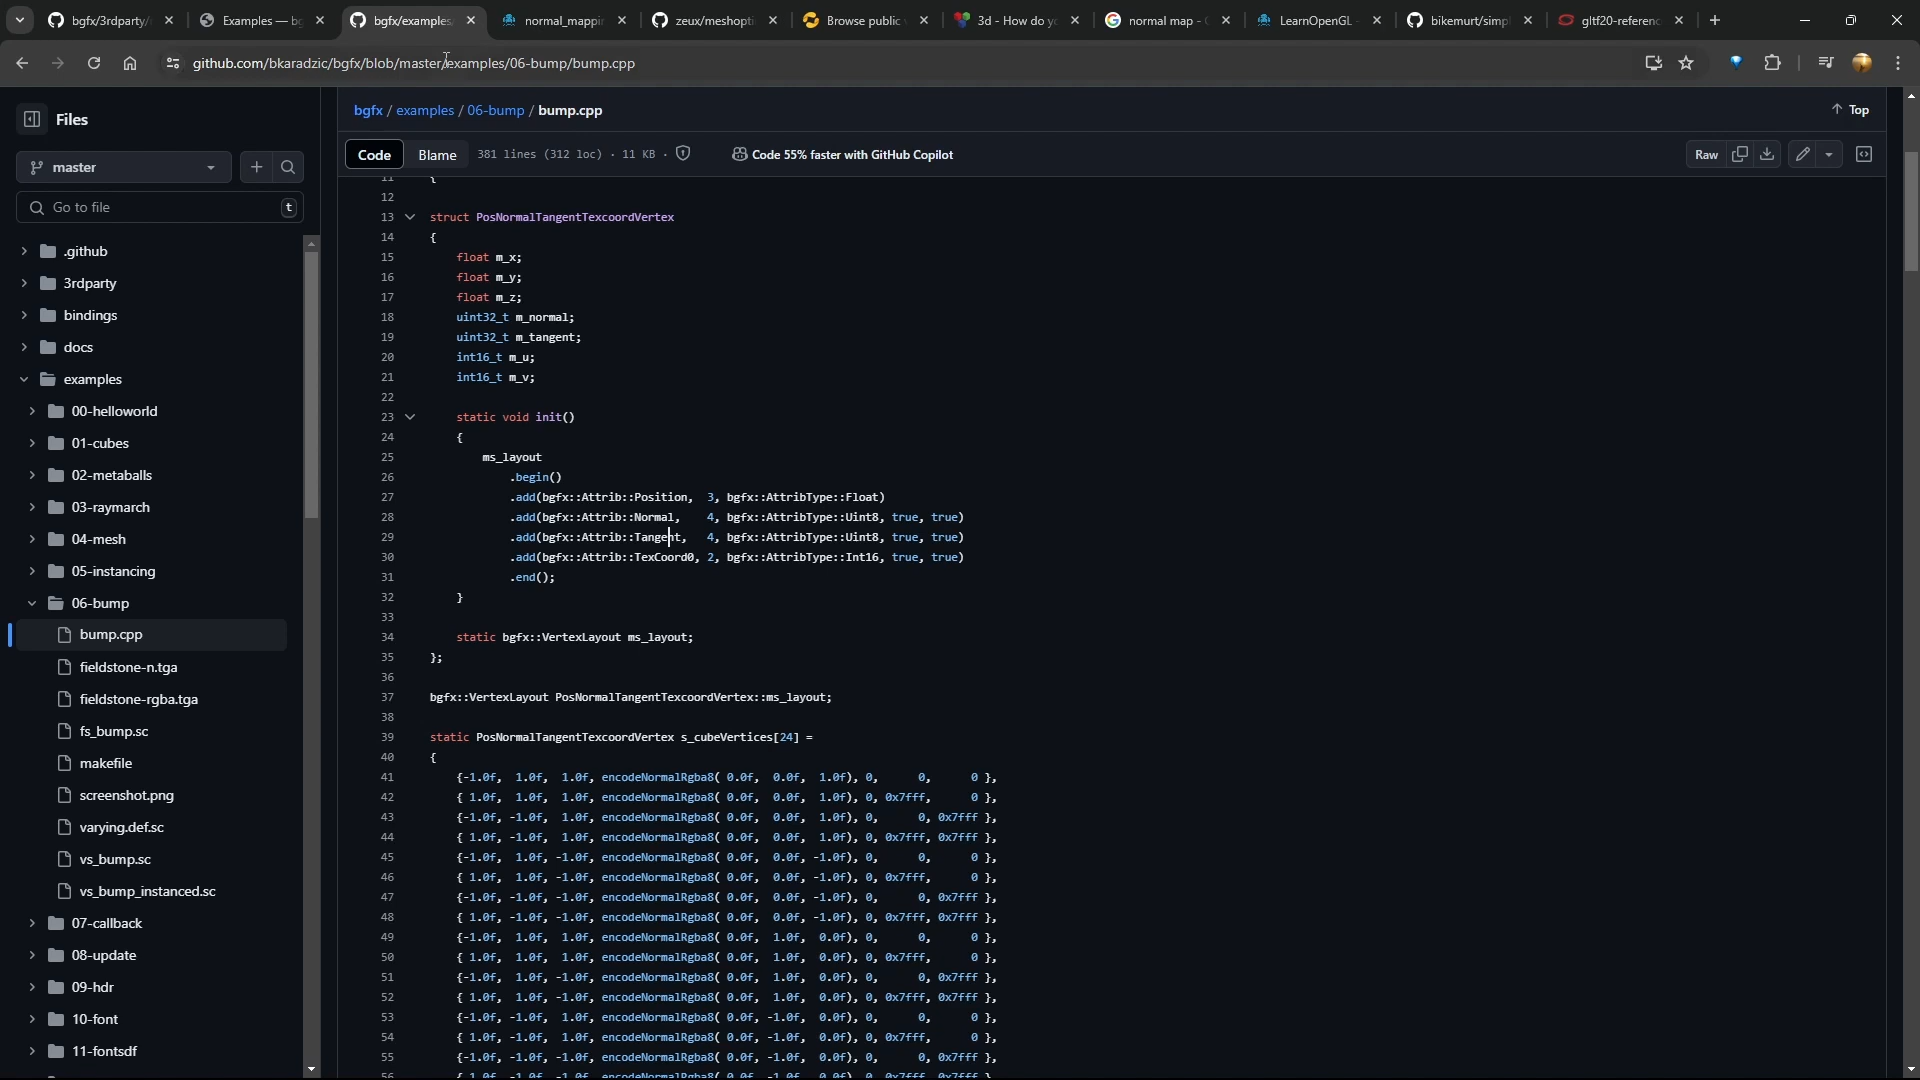 bgfx/3rdparty/
Examples — bg
bgfx/examples
normal_mappin
zeux/meshopti
Browse public
3d - How do yo
normal map - G
LearnOpenGL -
bikemurt/simpl
gltf20-referenc
github.com/bkaradzic/bgfx/blob/master/examples/06-bump/bump.cpp
Files
bgfx / examples / 06-bump / bump.cpp
Top
master
Code
Blame
381 lines (312 loc) · 11 KB ·
Code 55% faster with GitHub Copilot
Raw
Go to file
t
.github
3rdparty
bindings
docs
examples
00-helloworld
01-cubes
02-metaballs
03-raymarch
04-mesh
05-instancing
06-bump
bump.cpp
fieldstone-n.tga
fieldstone-rgba.tga
fs_bump.sc
makefile
screenshot.png
varying.def.sc
vs_bump.sc
vs_bump_instanced.sc
07-callback
08-update
09-hdr
10-font
11-fontsdf
11 {
12
13 struct PosNormalTangentTexcoordVertex
14 {
15 float m_x;
16 float m_y;
17 float m_z;
18 uint32_t m_normal;
19 uint32_t m_tangent;
20 int16_t m_u;
21 int16_t m_v;
22
23 static void init()
24 {
25 ms_layout
26 .begin()
27 .add(bgfx::Attrib::Position,  3, bgfx::AttribType::Float)
28 .add(bgfx::Attrib::Normal,    4, bgfx::AttribType::Uint8, true, true)
29 .add(bgfx::Attrib::Tangent,   4, bgfx::AttribType::Uint8, true, true)
30 .add(bgfx::Attrib::TexCoord0, 2, bgfx::AttribType::Int16, true, true)
31 .end();
32 }
33
34 static bgfx::VertexLayout ms_layout;
35 };
36
37 bgfx::VertexLayout PosNormalTangentTexcoordVertex::ms_layout;
38
39 static PosNormalTangentTexcoordVertex s_cubeVertices[24] =
40 {
41 {-1.0f,  1.0f,  1.0f, encodeNormalRgba8( 0.0f,  0.0f,  1.0f), 0,      0,      0 },
42 { 1.0f,  1.0f,  1.0f, encodeNormalRgba8( 0.0f,  0.0f,  1.0f), 0, 0x7fff,      0 },
43 {-1.0f, -1.0f,  1.0f, encodeNormalRgba8( 0.0f,  0.0f,  1.0f), 0,      0, 0x7fff },
44 { 1.0f, -1.0f,  1.0f, encodeNormalRgba8( 0.0f,  0.0f,  1.0f), 0, 0x7fff, 0x7fff },
45 {-1.0f,  1.0f, -1.0f, encodeNormalRgba8( 0.0f,  0.0f, -1.0f), 0,      0,      0 },
46 { 1.0f,  1.0f, -1.0f, encodeNormalRgba8( 0.0f,  0.0f, -1.0f), 0, 0x7fff,      0 },
47 {-1.0f, -1.0f, -1.0f, encodeNormalRgba8( 0.0f,  0.0f, -1.0f), 0,      0, 0x7fff },
48 { 1.0f, -1.0f, -1.0f, encodeNormalRgba8( 0.0f,  0.0f, -1.0f), 0, 0x7fff, 0x7fff },
49 {-1.0f,  1.0f,  1.0f, encodeNormalRgba8( 0.0f,  1.0f,  0.0f), 0,      0,      0 },
50 { 1.0f,  1.0f,  1.0f, encodeNormalRgba8( 0.0f,  1.0f,  0.0f), 0, 0x7fff,      0 },
51 {-1.0f,  1.0f, -1.0f, encodeNormalRgba8( 0.0f,  1.0f,  0.0f), 0,      0, 0x7fff },
52 { 1.0f,  1.0f, -1.0f, encodeNormalRgba8( 0.0f,  1.0f,  0.0f), 0, 0x7fff, 0x7fff },
53 {-1.0f, -1.0f,  1.0f, encodeNormalRgba8( 0.0f, -1.0f,  0.0f), 0,      0,      0 },
54 { 1.0f, -1.0f,  1.0f, encodeNormalRgba8( 0.0f, -1.0f,  0.0f), 0, 0x7fff,      0 },
55 {-1.0f, -1.0f, -1.0f, encodeNormalRgba8( 0.0f, -1.0f,  0.0f), 0,      0, 0x7fff },
56 { 1.0f, -1.0f, -1.0f, encodeNormalRgba8( 0.0f, -1.0f,  0.0f), 0, 0x7fff, 0x7fff },